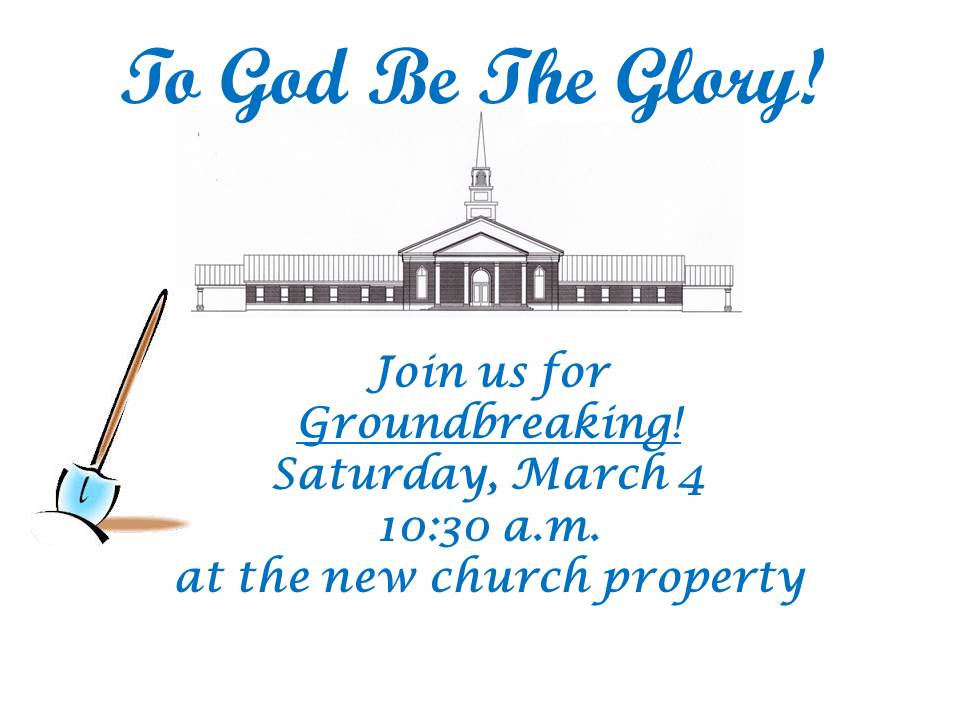 To God Be The Glory!
Join us for
Groundbreaking!
Saturday, March 4
10:30 a.m.
at the new church property